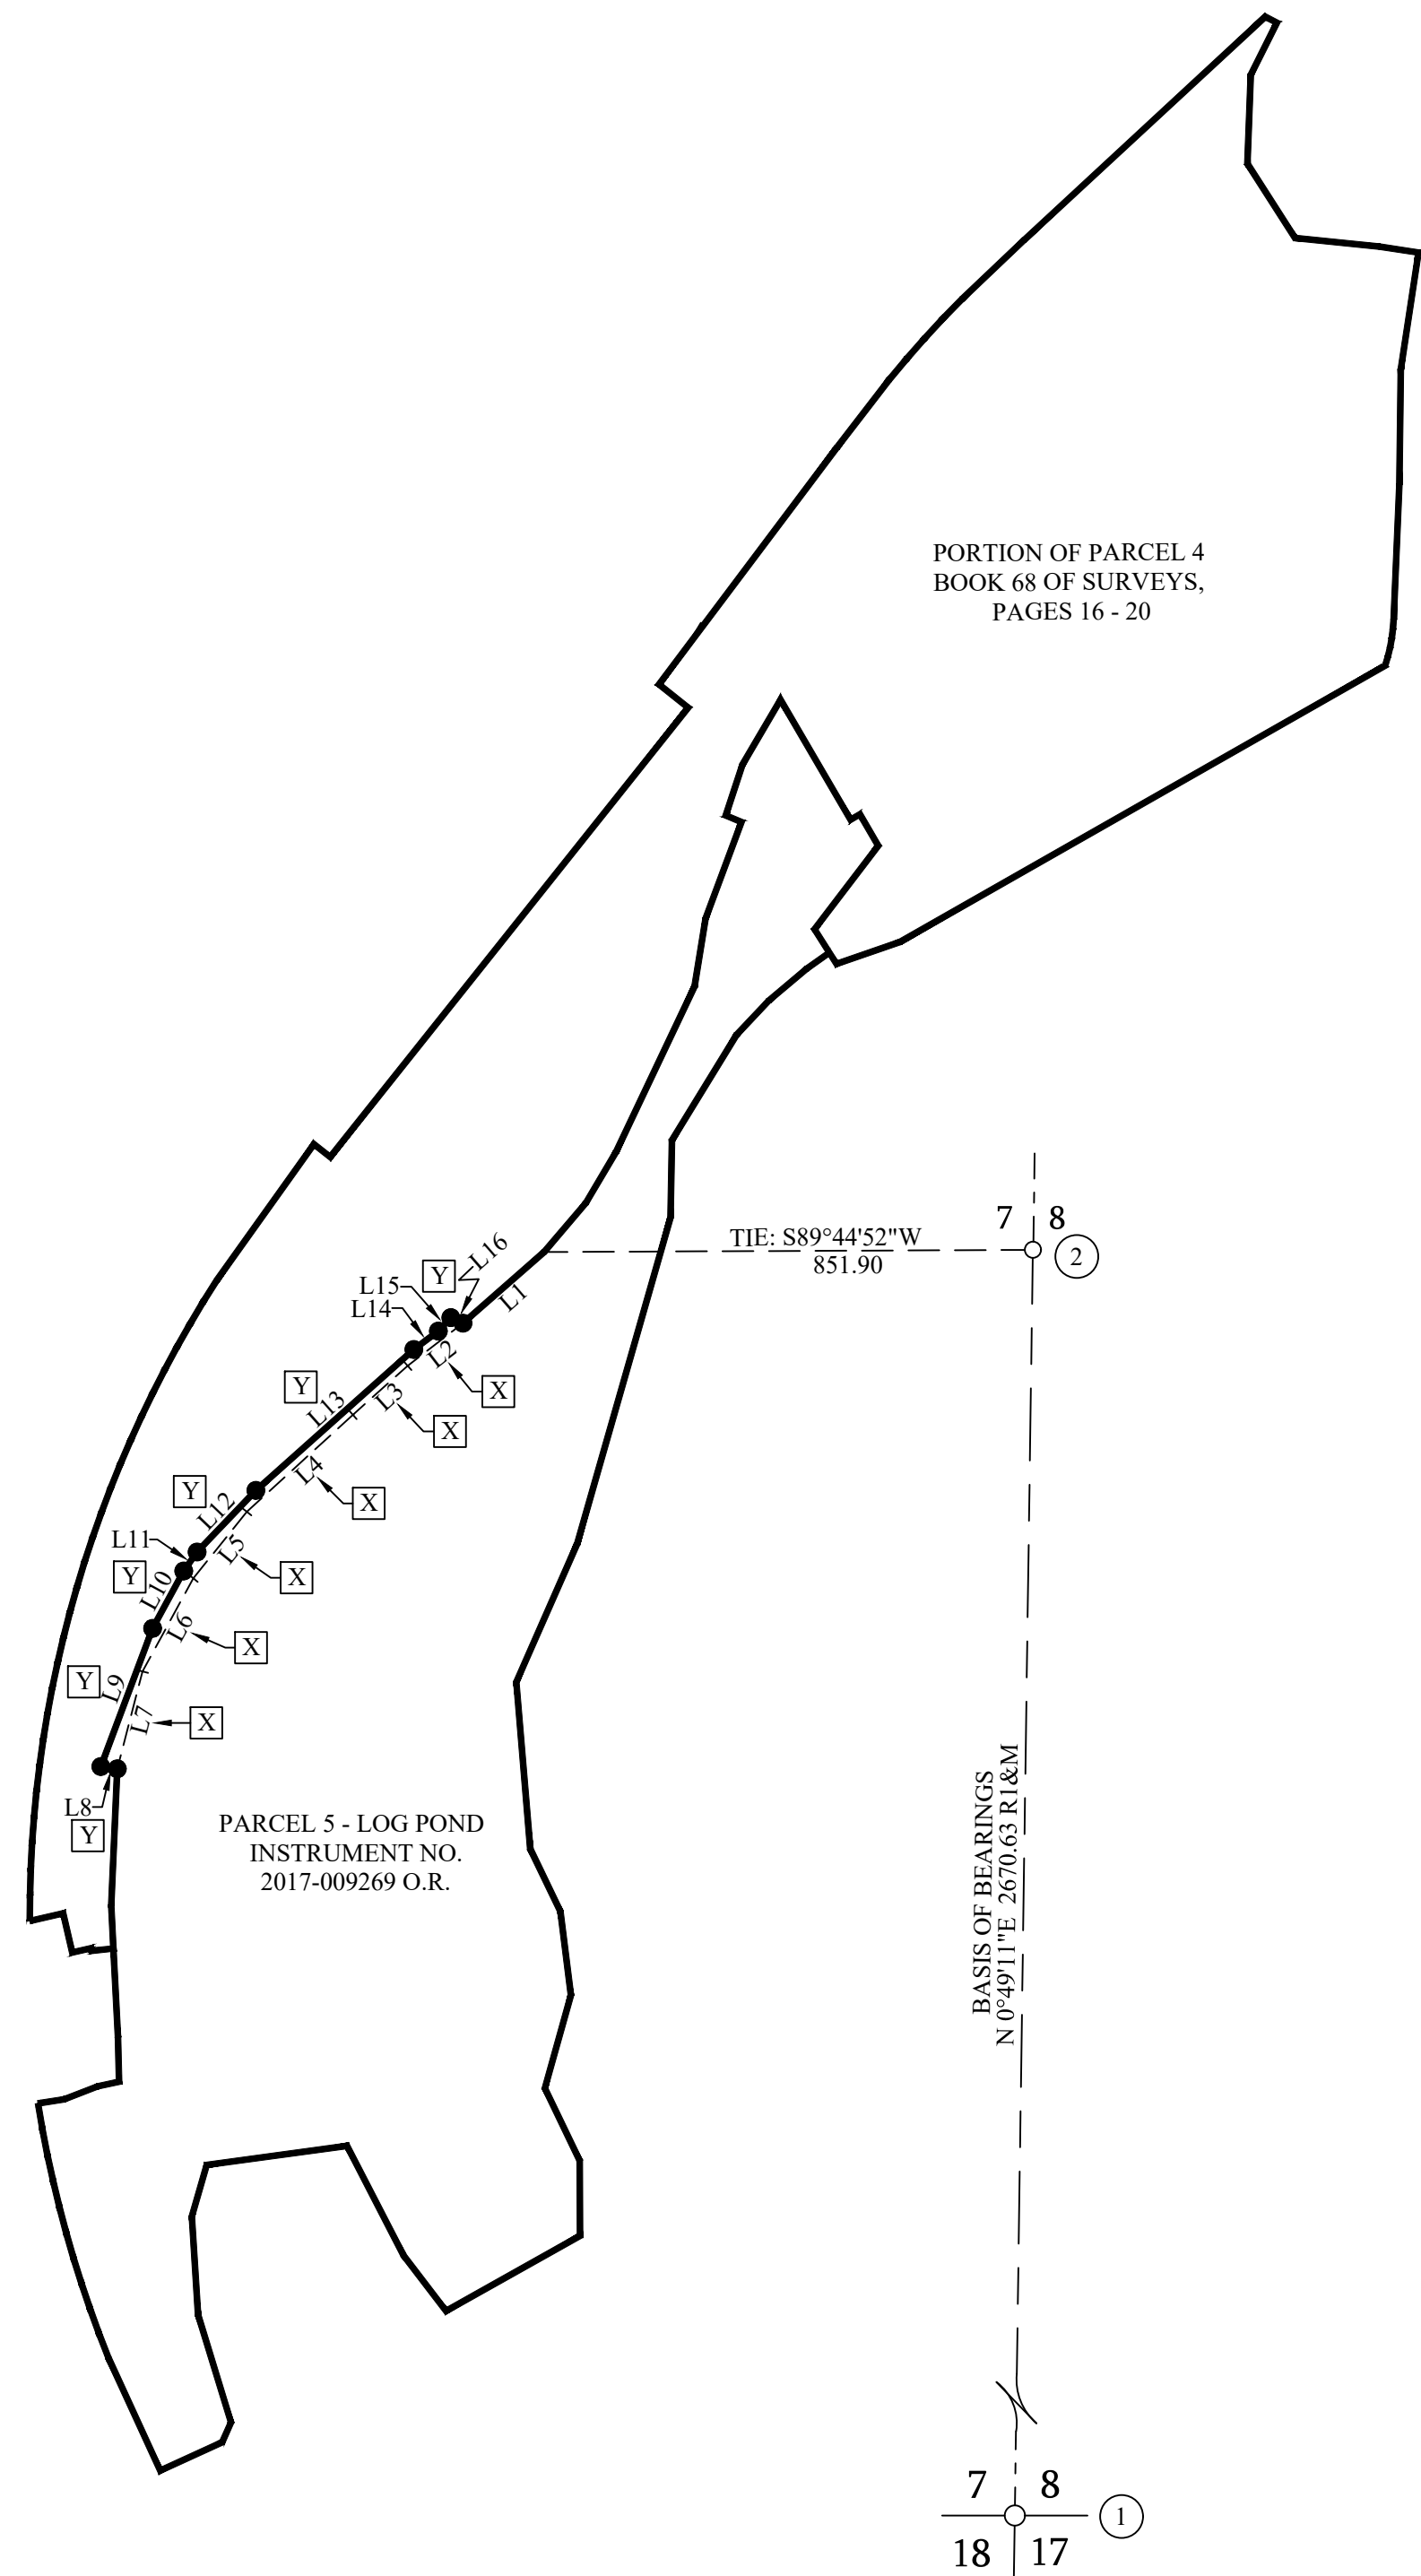 PORTION OF PARCEL 4
BOOK 68 OF SURVEYS,
PAGES 16 - 20
7 8
TIE: S89°44'52"W
851.90
2
L16
Y
L15
L14
L1
L2
X
Y
L13
L3
X
L4
X
Y
L12
L11
L5
X
Y
L10
L6
X
Y
L9
L7
X
L8
Y
PARCEL 5 - LOG POND
INSTRUMENT NO.
2017-009269 O.R.
BASIS OF BEARINGS
N 0°49'11"E 2670.63 R1&M
7 8
1
18 17